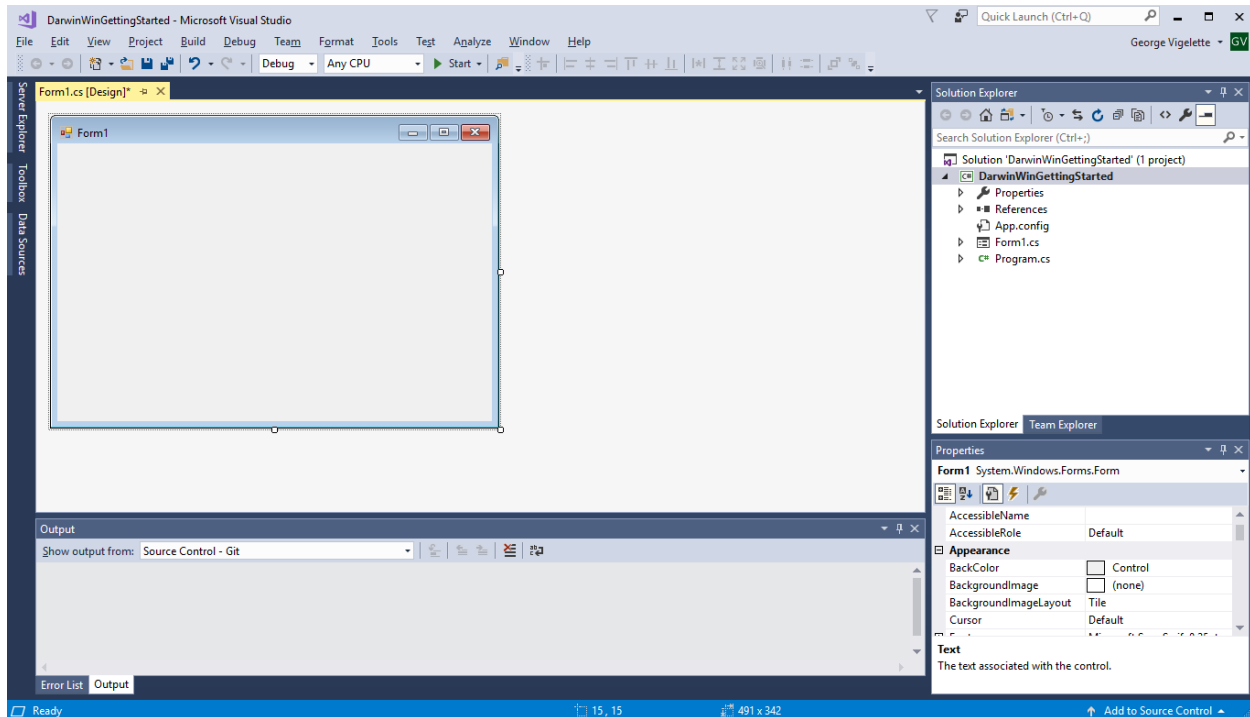 DarwinWinGettingStarted - Microsoft Visual Studio
Quick Launch (Ctrl+Q)
File Edit View Project Build Debug Team Format Tools Test Analyze Window Help
George Vigelette GV
Debug Any CPU Start
Server Explorer
Toolbox
Data Sources
Form1.cs [Design]*
Form1
Solution Explorer
Search Solution Explorer (Ctrl+;)
Solution 'DarwinWinGettingStarted' (1 project)
C# DarwinWinGettingStarted
Properties
References
App.config
Form1.cs
C# Program.cs
Solution Explorer Team Explorer
Properties
Form1 System.Windows.Forms.Form
AccessibleName
AccessibleRole Default
Appearance
BackColor Control
BackgroundImage (none)
BackgroundImageLayout Tile
Cursor Default
Text
The text associated with the control.
Output
Show output from: Source Control - Git
Error List Output
Ready 15 , 15 491 x 342 Add to Source Control